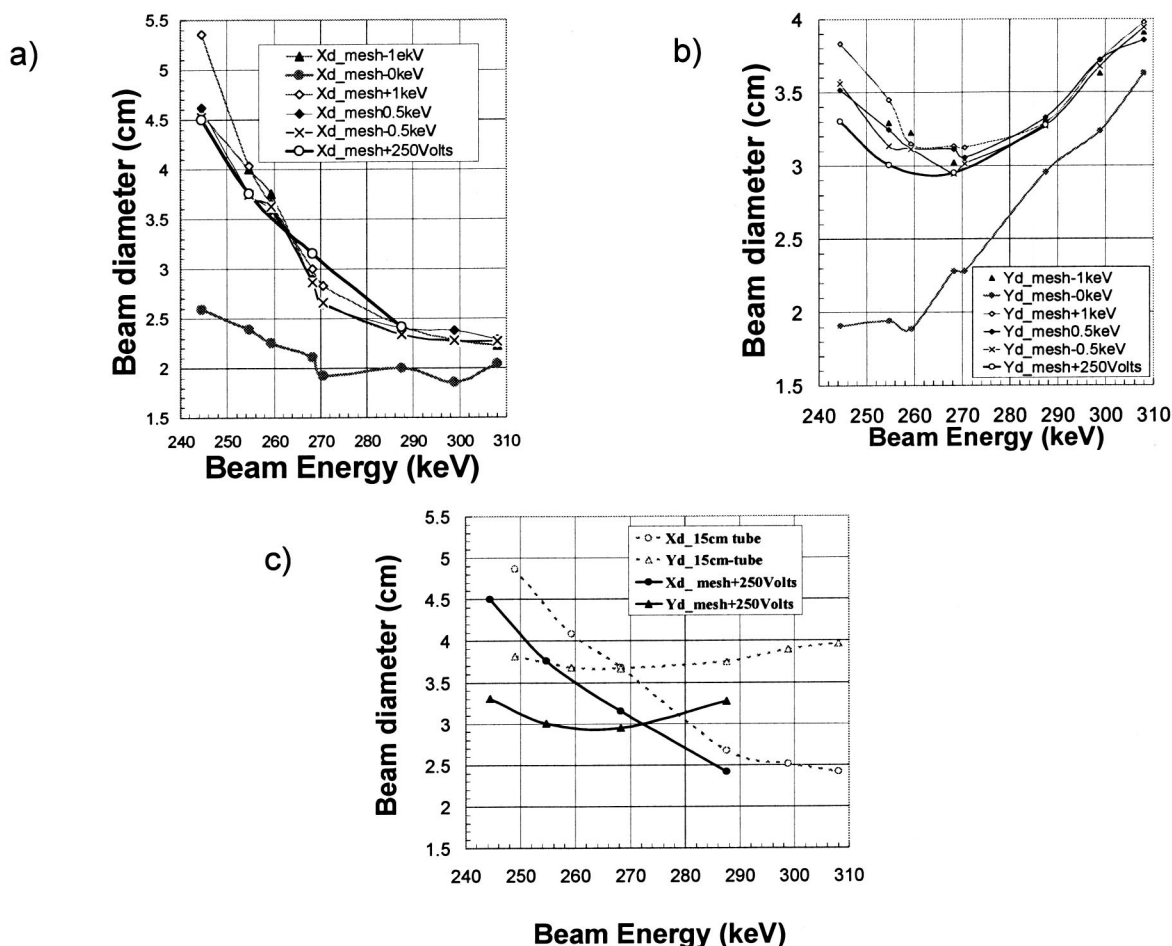 a)
Beam diameter (cm)
5.5
5
4.5
4
3.5
3
2.5
2
1.5
Xd_mesh-1ekV
Xd_mesh-0keV
Xd_mesh+1keV
Xd_mesh0.5keV
Xd_mesh-0.5keV
Xd_mesh+250Volts
240 250 260 270 280 290 300 310
Beam Energy (keV)
b)
Beam diameter (cm)
4
3.5
3
2.5
2
1.5
Yd_mesh-1keV
Yd_mesh-0keV
Yd_mesh+1keV
Yd_mesh0.5keV
Yd_mesh-0.5keV
Yd_mesh+250Volts
240 250 260 270 280 290 300 310
Beam Energy (keV)
c)
Beam diameter (cm)
5.5
5
4.5
4
3.5
3
2.5
2
1.5
Xd_15cm tube
Yd_15cm-tube
Xd_ mesh+250Volts
Yd_mesh+250Volts
240 250 260 270 280 290 300 310
Beam Energy (keV)